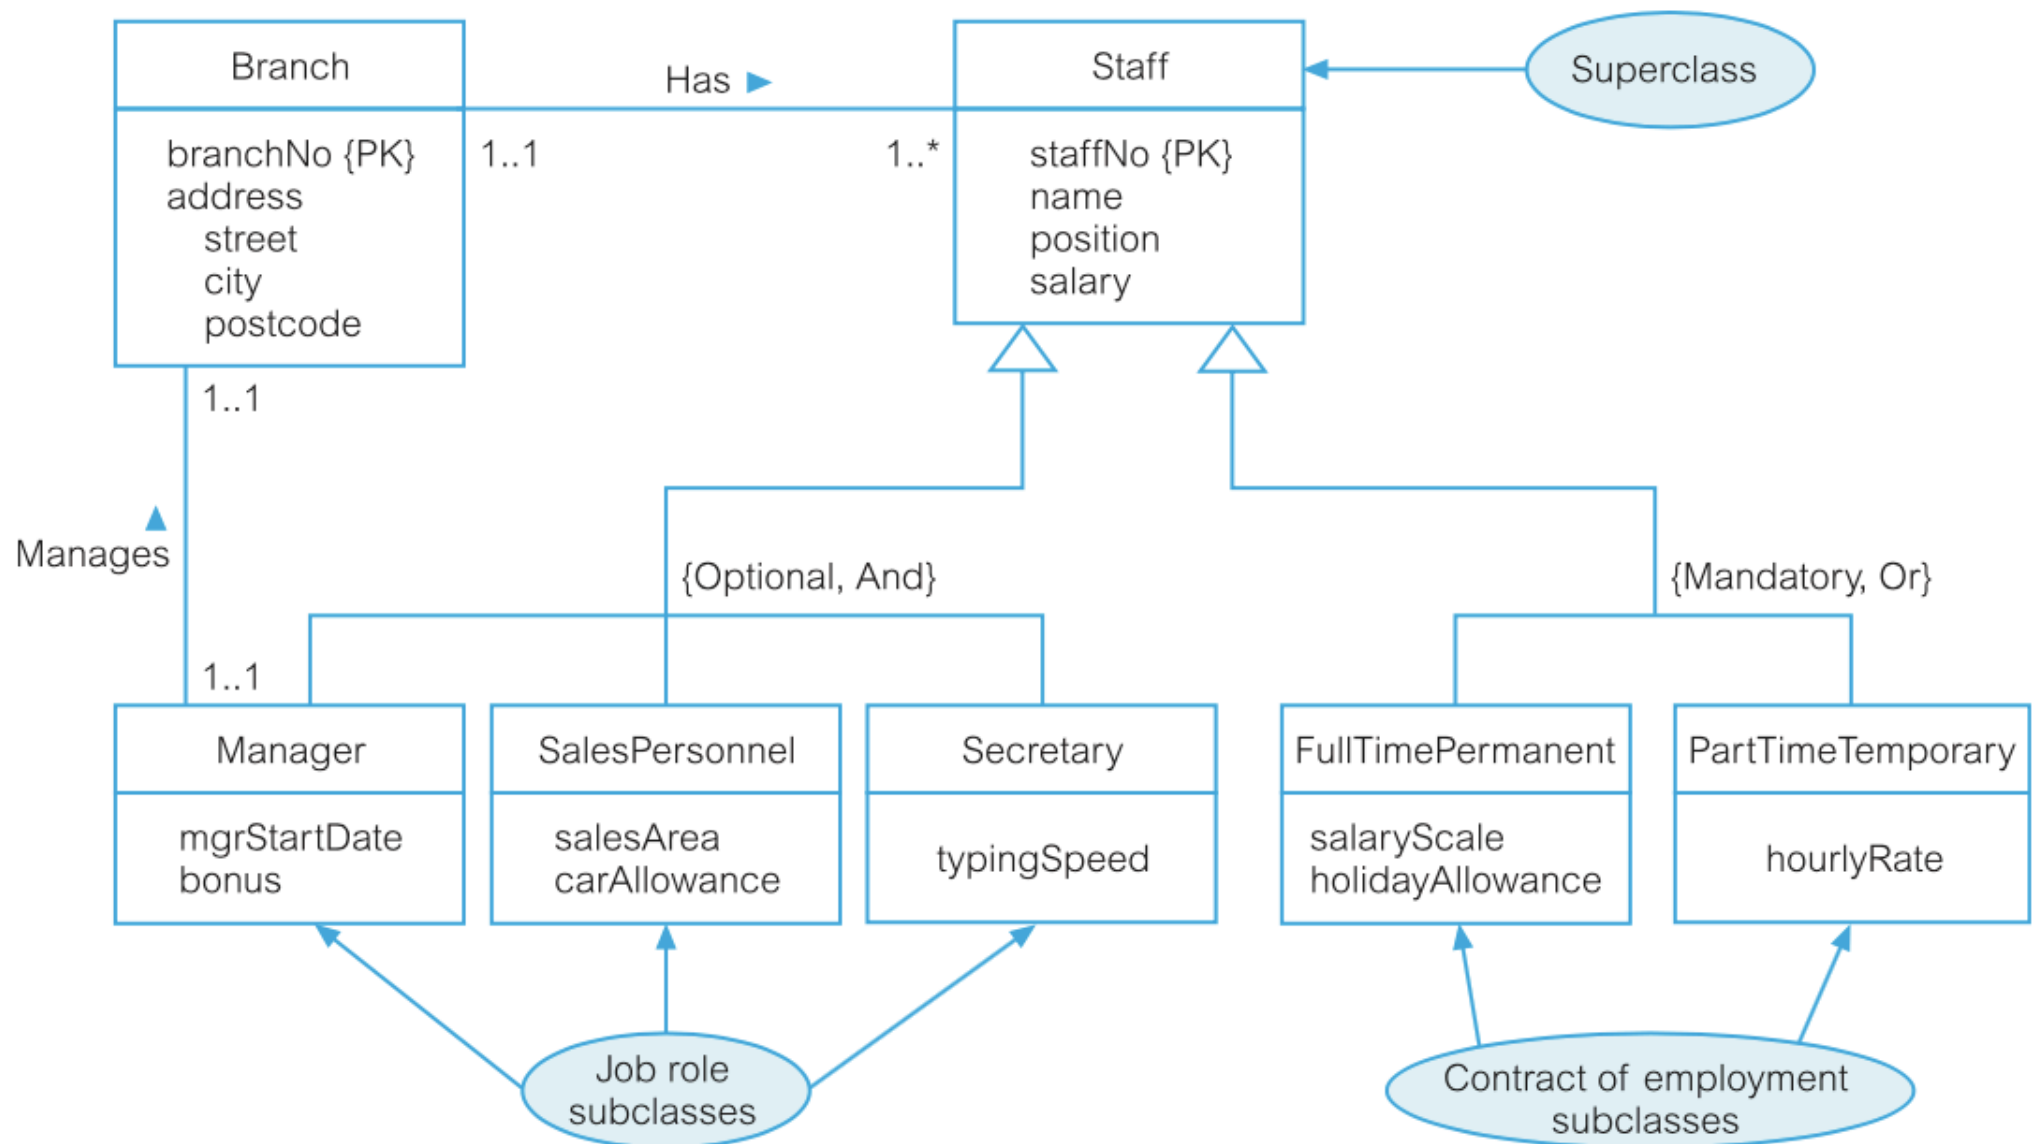 Branch
branchNo {PK}
address
street
city
postcode
Has
1..1
1..*
Staff
staffNo {PK}
name
position
salary
Superclass
1..1
Manages
1..1
{Optional, And}
{Mandatory, Or}
Manager
mgrStartDate
bonus
SalesPersonnel
salesArea
carAllowance
Secretary
typingSpeed
FullTimePermanent
salaryScale
holidayAllowance
PartTimeTemporary
hourlyRate
Job role
subclasses
Contract of employment
subclasses